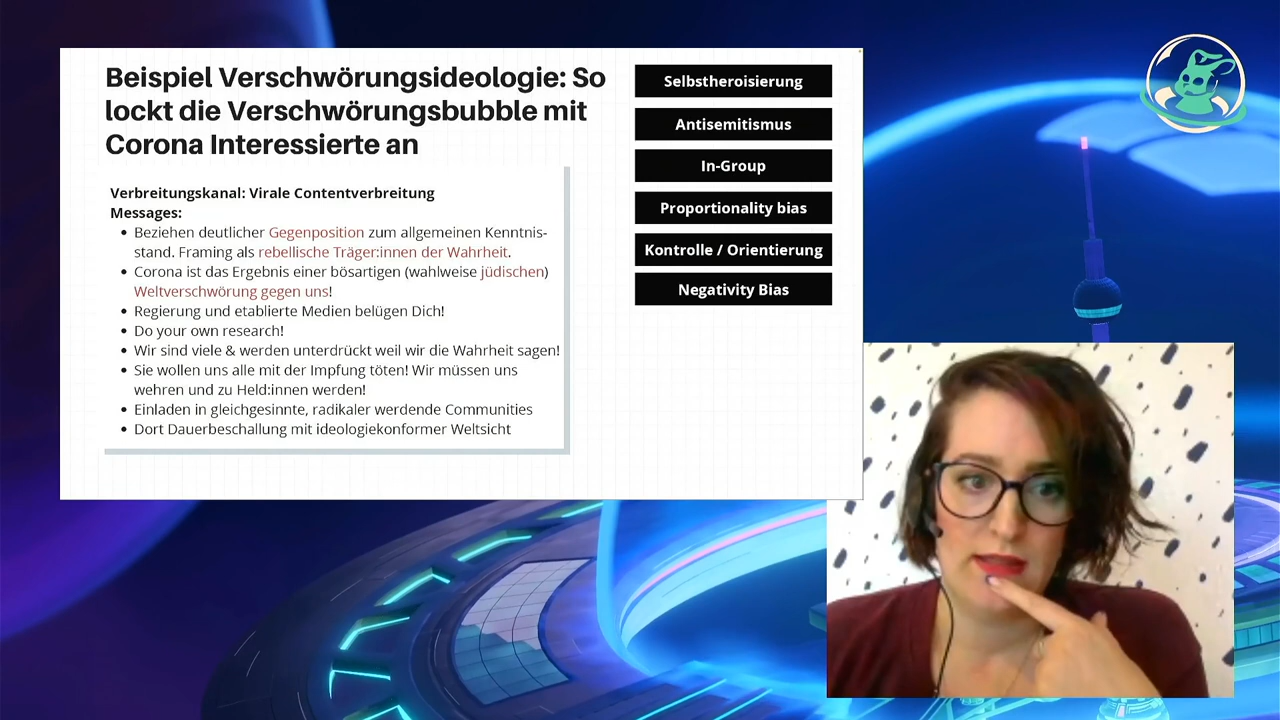 Beispiel Verschwörungsideologie: So
lockt die Verschwörungsbubble mit
Corona Interessierte an
Verbreitungskanal: Virale Contentverbreitung
Messages:
• Beziehen deutlicher Gegenposition zum allgemeinen Kenntnis-
stand. Framing als rebellische Träger:innen der Wahrheit.
• Corona ist das Ergebnis einer bösartigen (wahlweise jüdischen)
Weltverschwörung gegen uns!
• Regierung und etablierte Medien belügen Dich!
• Do your own research!
• Wir sind viele & werden unterdrückt weil wir die Wahrheit sagen!
• Sie wollen uns alle mit der Impfung töten! Wir müssen uns
wehren und zu Held:innen werden!
• Einladen in gleichgesinnte, radikaler werdende Communities
• Dort Dauerbeschallung mit ideologiekonformer Weltsicht
Selbstheroisierung
Antisemitismus
In-Group
Proportionality bias
Kontrolle / Orientierung
Negativity Bias